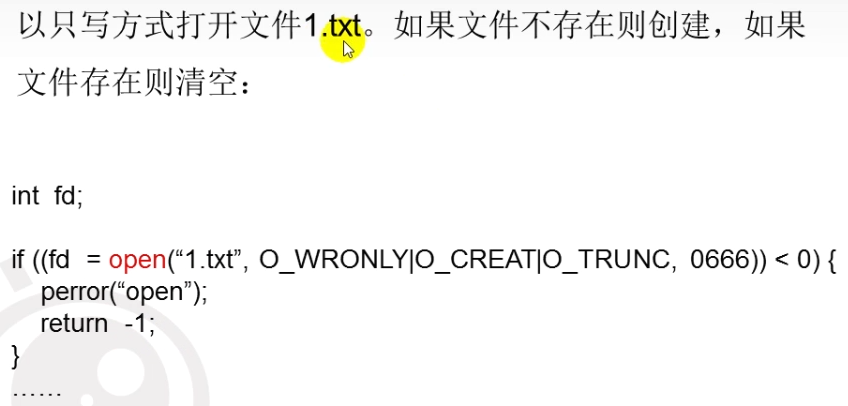 以只写方式打开文件1.txt。如果文件不存在则创建，如果
文件存在则清空：
int  fd;
if ((fd  = open(“1.txt”, O_WRONLY|O_CREAT|O_TRUNC,  0666)) < 0) {
perror(“open”);
return  -1;
}
……